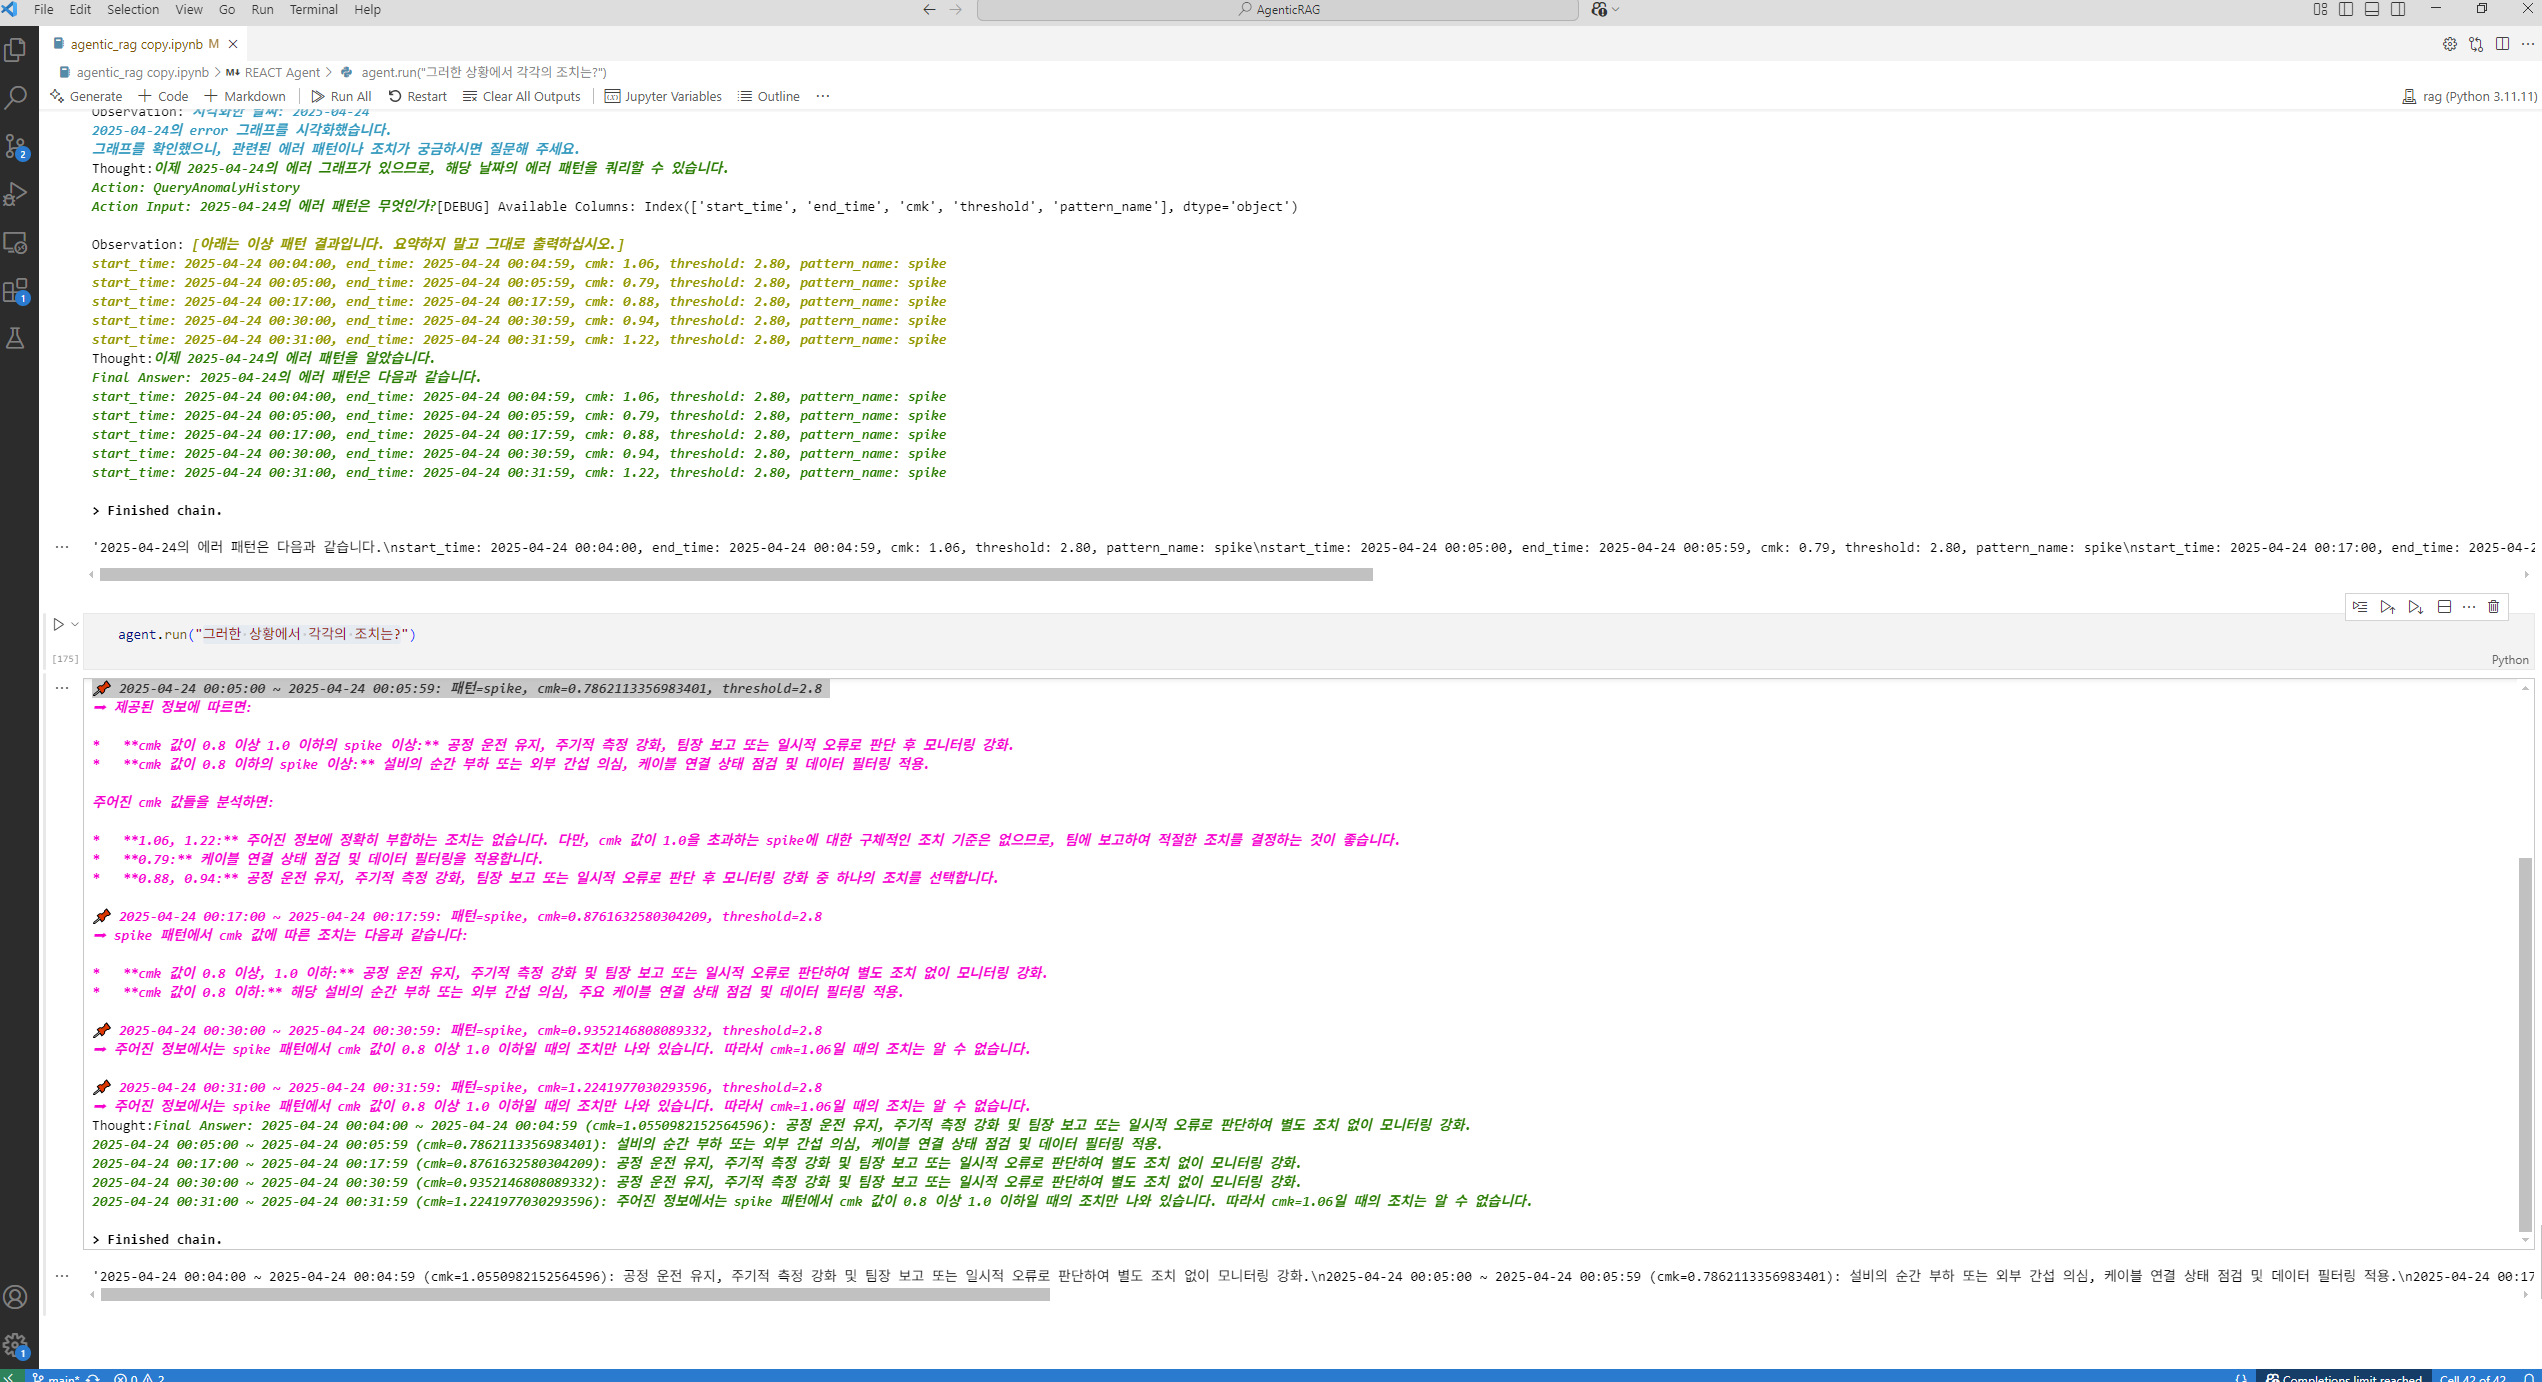 File Edit Selection View Go Run Terminal Help
AgenticRAG
agentic_rag copy.ipynb M
agentic_rag copy.ipynb > M↓ REACT Agent > agent.run("그러한 상황에서 각각의 조치는?")
Generate + Code + Markdown Run All Restart Clear All Outputs Jupyter Variables Outline ...
rag (Python 3.11.11)
Observation: 시각화한 날짜: 2025-04-24
2025-04-24의 error 그래프를 시각화했습니다.
그래프를 확인했으니, 관련된 에러 패턴이나 조치가 궁금하시면 질문해 주세요.
Thought:이제 2025-04-24의 에러 그래프가 있으므로, 해당 날짜의 에러 패턴을 쿼리할 수 있습니다.
Action: QueryAnomalyHistory
Action Input: 2025-04-24의 에러 패턴은 무엇인가?[DEBUG] Available Columns: Index(['start_time', 'end_time', 'cmk', 'threshold', 'pattern_name'], dtype='object')
Observation: [아래는 이상 패턴 결과입니다. 요약하지 말고 그대로 출력하십시오.]
start_time: 2025-04-24 00:04:00, end_time: 2025-04-24 00:04:59, cmk: 1.06, threshold: 2.80, pattern_name: spike
start_time: 2025-04-24 00:05:00, end_time: 2025-04-24 00:05:59, cmk: 0.79, threshold: 2.80, pattern_name: spike
start_time: 2025-04-24 00:17:00, end_time: 2025-04-24 00:17:59, cmk: 0.88, threshold: 2.80, pattern_name: spike
start_time: 2025-04-24 00:30:00, end_time: 2025-04-24 00:30:59, cmk: 0.94, threshold: 2.80, pattern_name: spike
start_time: 2025-04-24 00:31:00, end_time: 2025-04-24 00:31:59, cmk: 1.22, threshold: 2.80, pattern_name: spike
Thought:이제 2025-04-24의 에러 패턴을 알았습니다.
Final Answer: 2025-04-24의 에러 패턴은 다음과 같습니다.
start_time: 2025-04-24 00:04:00, end_time: 2025-04-24 00:04:59, cmk: 1.06, threshold: 2.80, pattern_name: spike
start_time: 2025-04-24 00:05:00, end_time: 2025-04-24 00:05:59, cmk: 0.79, threshold: 2.80, pattern_name: spike
start_time: 2025-04-24 00:17:00, end_time: 2025-04-24 00:17:59, cmk: 0.88, threshold: 2.80, pattern_name: spike
start_time: 2025-04-24 00:30:00, end_time: 2025-04-24 00:30:59, cmk: 0.94, threshold: 2.80, pattern_name: spike
start_time: 2025-04-24 00:31:00, end_time: 2025-04-24 00:31:59, cmk: 1.22, threshold: 2.80, pattern_name: spike
> Finished chain.
'2025-04-24의 에러 패턴은 다음과 같습니다.\nstart_time: 2025-04-24 00:04:00, end_time: 2025-04-24 00:04:59, cmk: 1.06, threshold: 2.80, pattern_name: spike\nstart_time: 2025-04-24 00:05:00, end_time: 2025-04-24 00:05:59, cmk: 0.79, threshold: 2.80, pattern_name: spike\nstart_time: 2025-04-24 00:17:00, end_time: 2025-04-2
agent.run("그러한 상황에서 각각의 조치는?")
[175]
Python
📌 2025-04-24 00:05:00 ~ 2025-04-24 00:05:59: 패턴=spike, cmk=0.7862113356983401, threshold=2.8
➡ 제공된 정보에 따르면:
* **cmk 값이 0.8 이상 1.0 이하의 spike 이상:** 공정 운전 유지, 주기적 측정 강화, 팀장 보고 또는 일시적 오류로 판단 후 모니터링 강화.
* **cmk 값이 0.8 이하의 spike 이상:** 설비의 순간 부하 또는 외부 간섭 의심, 케이블 연결 상태 점검 및 데이터 필터링 적용.
주어진 cmk 값들을 분석하면:
* **1.06, 1.22:** 주어진 정보에 정확히 부합하는 조치는 없습니다. 다만, cmk 값이 1.0을 초과하는 spike에 대한 구체적인 조치 기준은 없으므로, 팀에 보고하여 적절한 조치를 결정하는 것이 좋습니다.
* **0.79:** 케이블 연결 상태 점검 및 데이터 필터링을 적용합니다.
* **0.88, 0.94:** 공정 운전 유지, 주기적 측정 강화, 팀장 보고 또는 일시적 오류로 판단 후 모니터링 강화 중 하나의 조치를 선택합니다.
📌 2025-04-24 00:17:00 ~ 2025-04-24 00:17:59: 패턴=spike, cmk=0.8761632580304209, threshold=2.8
➡ spike 패턴에서 cmk 값에 따른 조치는 다음과 같습니다:
* **cmk 값이 0.8 이상, 1.0 이하:** 공정 운전 유지, 주기적 측정 강화 및 팀장 보고 또는 일시적 오류로 판단하여 별도 조치 없이 모니터링 강화.
* **cmk 값이 0.8 이하:** 해당 설비의 순간 부하 또는 외부 간섭 의심, 주요 케이블 연결 상태 점검 및 데이터 필터링 적용.
📌 2025-04-24 00:30:00 ~ 2025-04-24 00:30:59: 패턴=spike, cmk=0.9352146808089332, threshold=2.8
➡ 주어진 정보에서는 spike 패턴에서 cmk 값이 0.8 이상 1.0 이하일 때의 조치만 나와 있습니다. 따라서 cmk=1.06일 때의 조치는 알 수 없습니다.
📌 2025-04-24 00:31:00 ~ 2025-04-24 00:31:59: 패턴=spike, cmk=1.2241977030293596, threshold=2.8
➡ 주어진 정보에서는 spike 패턴에서 cmk 값이 0.8 이상 1.0 이하일 때의 조치만 나와 있습니다. 따라서 cmk=1.06일 때의 조치는 알 수 없습니다.
Thought:Final Answer: 2025-04-24 00:04:00 ~ 2025-04-24 00:04:59 (cmk=1.0550982152564596): 공정 운전 유지, 주기적 측정 강화 및 팀장 보고 또는 일시적 오류로 판단하여 별도 조치 없이 모니터링 강화.
2025-04-24 00:05:00 ~ 2025-04-24 00:05:59 (cmk=0.7862113356983401): 설비의 순간 부하 또는 외부 간섭 의심, 케이블 연결 상태 점검 및 데이터 필터링 적용.
2025-04-24 00:17:00 ~ 2025-04-24 00:17:59 (cmk=0.8761632580304209): 공정 운전 유지, 주기적 측정 강화 및 팀장 보고 또는 일시적 오류로 판단하여 별도 조치 없이 모니터링 강화.
2025-04-24 00:30:00 ~ 2025-04-24 00:30:59 (cmk=0.9352146808089332): 공정 운전 유지, 주기적 측정 강화 및 팀장 보고 또는 일시적 오류로 판단하여 별도 조치 없이 모니터링 강화.
2025-04-24 00:31:00 ~ 2025-04-24 00:31:59 (cmk=1.2241977030293596): 주어진 정보에서는 spike 패턴에서 cmk 값이 0.8 이상 1.0 이하일 때의 조치만 나와 있습니다. 따라서 cmk=1.06일 때의 조치는 알 수 없습니다.
> Finished chain.
'2025-04-24 00:04:00 ~ 2025-04-24 00:04:59 (cmk=1.0550982152564596): 공정 운전 유지, 주기적 측정 강화 및 팀장 보고 또는 일시적 오류로 판단하여 별도 조치 없이 모니터링 강화.\n2025-04-24 00:05:00 ~ 2025-04-24 00:05:59 (cmk=0.7862113356983401): 설비의 순간 부하 또는 외부 간섭 의심, 케이블 연결 상태 점검 및 데이터 필터링 적용.\n2025-04-24 00:17
main* 0 2 {} Completions limit reached Cell 42 of 42